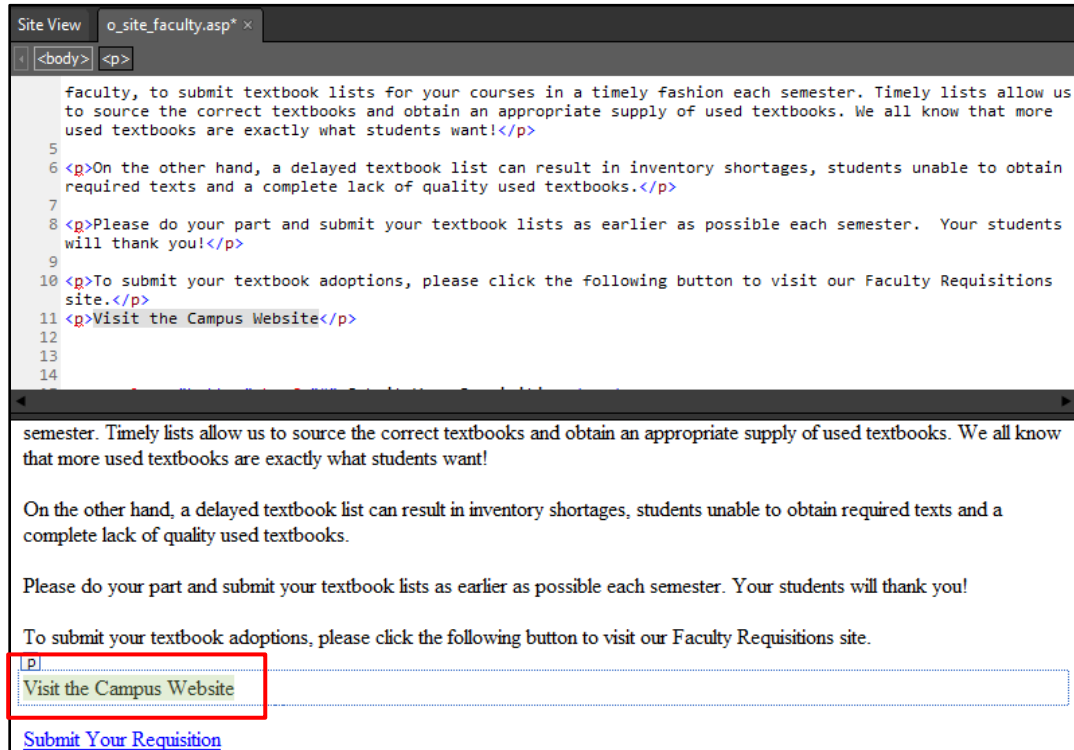 Site View o_site_faculty.asp* ×
<body> <p>
faculty, to submit textbook lists for your courses in a timely fashion each semester. Timely lists allow us
to source the correct textbooks and obtain an appropriate supply of used textbooks. We all know that more
used textbooks are exactly what students want!</p>
5
6 <p>On the other hand, a delayed textbook list can result in inventory shortages, students unable to obtain
required texts and a complete lack of quality used textbooks.</p>
7
8 <p>Please do your part and submit your textbook lists as earlier as possible each semester.  Your students
will thank you!</p>
9
10 <p>To submit your textbook adoptions, please click the following button to visit our Faculty Requisitions
site.</p>
11 <p>Visit the Campus Website</p>
12
13
14
semester. Timely lists allow us to source the correct textbooks and obtain an appropriate supply of used textbooks. We all know
that more used textbooks are exactly what students want!
On the other hand, a delayed textbook list can result in inventory shortages, students unable to obtain required texts and a
complete lack of quality used textbooks.
Please do your part and submit your textbook lists as earlier as possible each semester. Your students will thank you!
To submit your textbook adoptions, please click the following button to visit our Faculty Requisitions site.
p
Visit the Campus Website
Submit Your Requisition